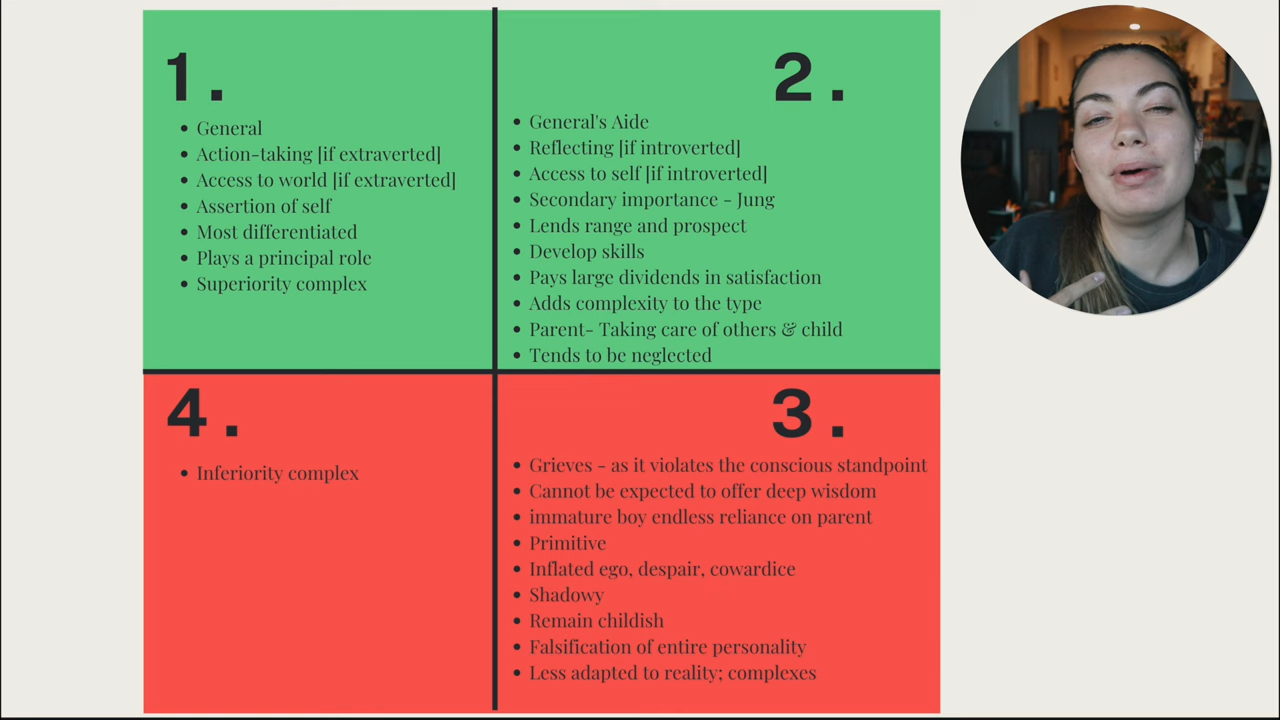 1.
General
Action-taking [if extraverted]
Access to world [if extraverted]
Assertion of self
Most differentiated
Plays a principal role
Superiority complex
2.
General's Aide
Reflecting [if introverted]
Access to self [if introverted]
Secondary importance - Jung
Lends range and prospect
Develop skills
Pays large dividends in satisfaction
Adds complexity to the type
Parent- Taking care of others & child
Tends to be neglected
4.
Inferiority complex
3.
Grieves - as it violates the conscious standpoint
Cannot be expected to offer deep wisdom
immature boy endless reliance on parent
Primitive
Inflated ego, despair, cowardice
Shadowy
Remain childish
Falsification of entire personality
Less adapted to reality; complexes